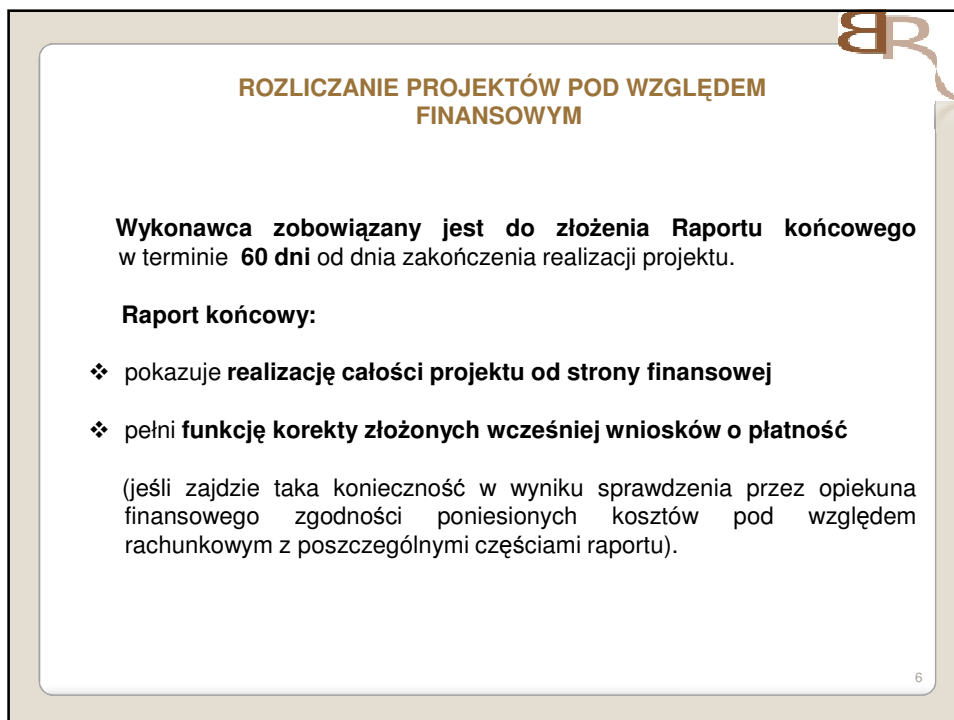 BR
ROZLICZANIE PROJEKTÓW POD WZGLĘDEM
FINANSOWYM
Wykonawca zobowiązany jest do złożenia Raportu końcowego
w terminie 60 dni od dnia zakończenia realizacji projektu.
Raport końcowy:
❖ pokazuje realizację całości projektu od strony finansowej
❖ pełni funkcję korekty złożonych wcześniej wniosków o płatność
(jeśli zajdzie taka konieczność w wyniku sprawdzenia przez opiekuna
finansowego zgodności poniesionych kosztów pod względem
rachunkowym z poszczególnymi częściami raportu).
6